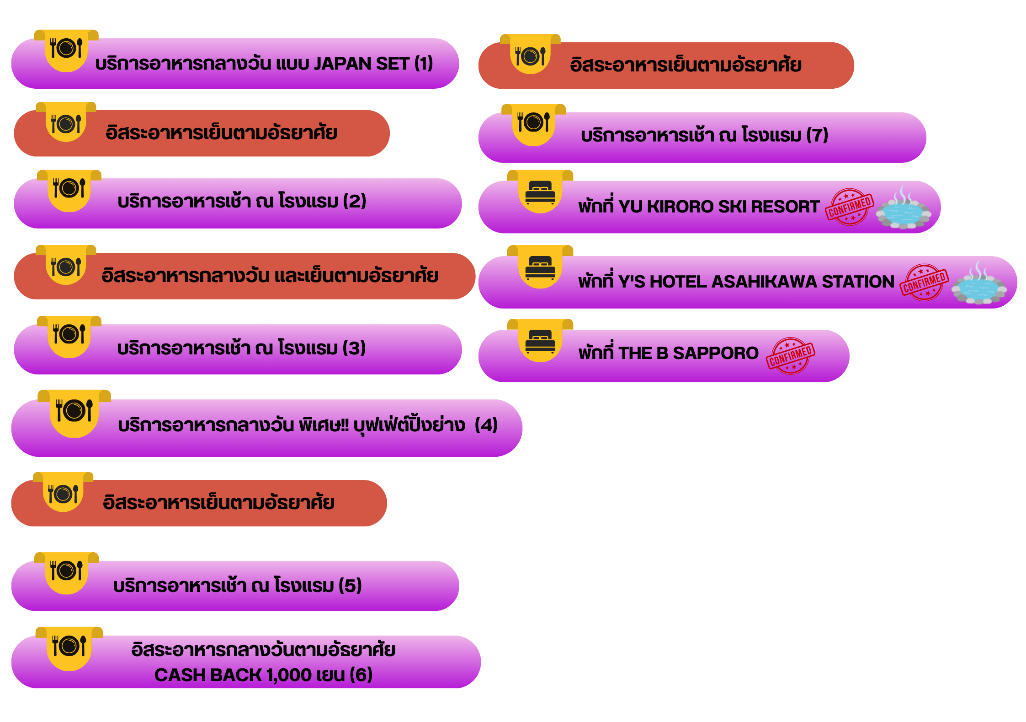 บริการอาหารกลางวัน แบบ JAPAN SET (1)
อิสระอาหารเย็นตามอัธยาศัย
บริการอาหารเช้า ณ โรงแรม (2)
อิสระอาหารกลางวัน และเย็นตามอัธยาศัย
บริการอาหารเช้า ณ โรงแรม (3)
บริการอาหารกลางวัน พิเศษ!! บุฟเฟ่ต์ปิ้งย่าง (4)
อิสระอาหารเย็นตามอัธยาศัย
บริการอาหารเช้า ณ โรงแรม (5)
อิสระอาหารกลางวันตามอัธยาศัย
CASH BACK 1,000 เยน (6)
อิสระอาหารเย็นตามอัธยาศัย
บริการอาหารเช้า ณ โรงแรม (7)
พักที่ YU KIRORO SKI RESORT CONFIRMED
พักที่ Y'S HOTEL ASAHIKAWA STATION CONFIRMED
พักที่ THE B SAPPORO CONFIRMED